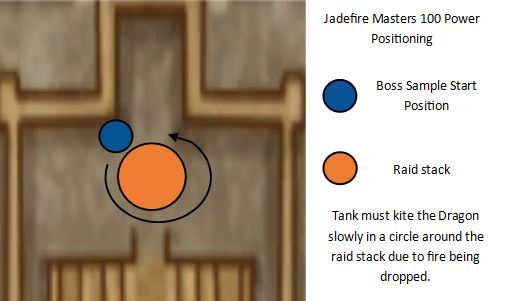 Jadefire Masters 100 Power
Positioning
Boss Sample Start
Position
Raid stack
Tank must kite the Dragon
slowly in a circle around the
raid stack due to fire being
dropped.